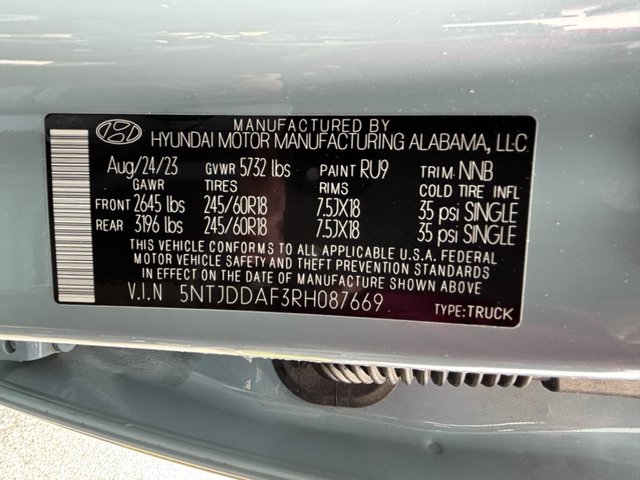 MANUFACTURED BY
HYUNDAI MOTOR MANUFACTURING ALABAMA, LLC
Aug/24/23 GVWR 5732 lbs PAINT RU9 TRIM: NNB
GAWR TIRES RIMS COLD TIRE INFL
FRONT 2645 lbs 245/60R18 7.5JX18 35 psi SINGLE
REAR 3196 lbs 245/60R18 7.5JX18 35 psi SINGLE
THIS VEHICLE CONFORMS TO ALL APPLICABLE U.S.A. FEDERAL
MOTOR VEHICLE SAFETY AND THEFT PREVENTION STANDARDS
IN EFFECT ON THE DATE OF MANUFACTURE SHOWN ABOVE.
V.I.N 5NTJDDAF3RH087669 TYPE:TRUCK